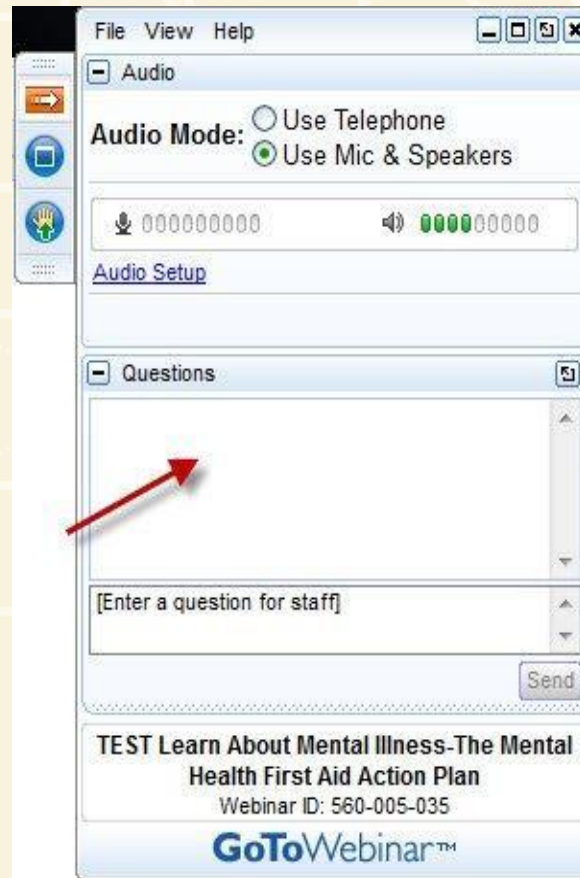 File View Help
Audio
Audio Mode: Use Telephone
Use Mic & Speakers
Audio Setup
Questions
[Enter a question for staff]
Send
TEST Learn About Mental Illness-The Mental
Health First Aid Action Plan
Webinar ID: 560-005-035
GoToWebinar™